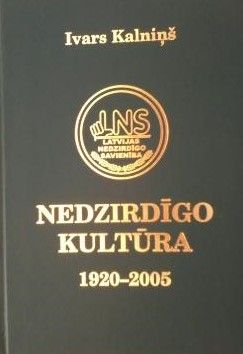 Ivars Kalniņš
LNS
LATVIJAS
NEDZIRDĪGO
SAVIENĪBA
NEDZIRDĪGO
KULTŪRA
1920–2005